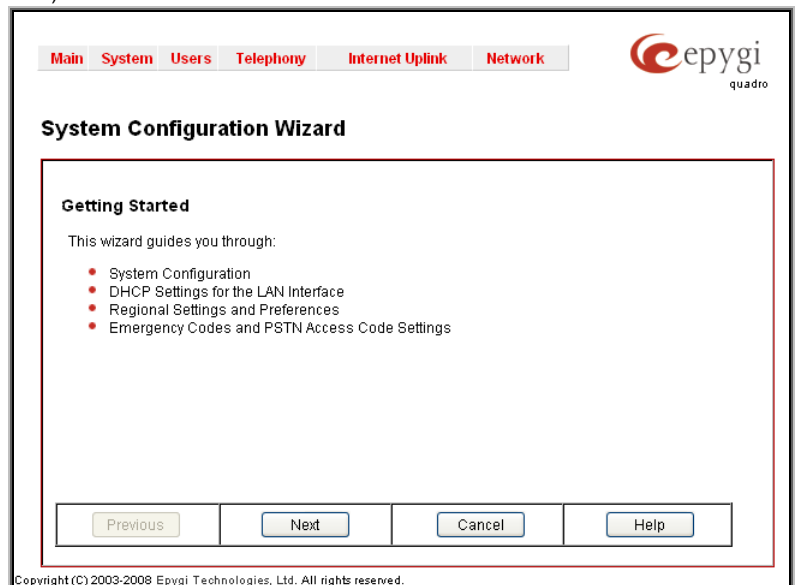 Main System Users Telephony Internet Uplink Network
epygi
quadro
System Configuration Wizard
Getting Started
This wizard guides you through:
System Configuration
DHCP Settings for the LAN Interface
Regional Settings and Preferences
Emergency Codes and PSTN Access Code Settings
Previous Next Cancel Help
Copyright (C) 2003-2008 Epygi Technologies, Ltd. All rights reserved.